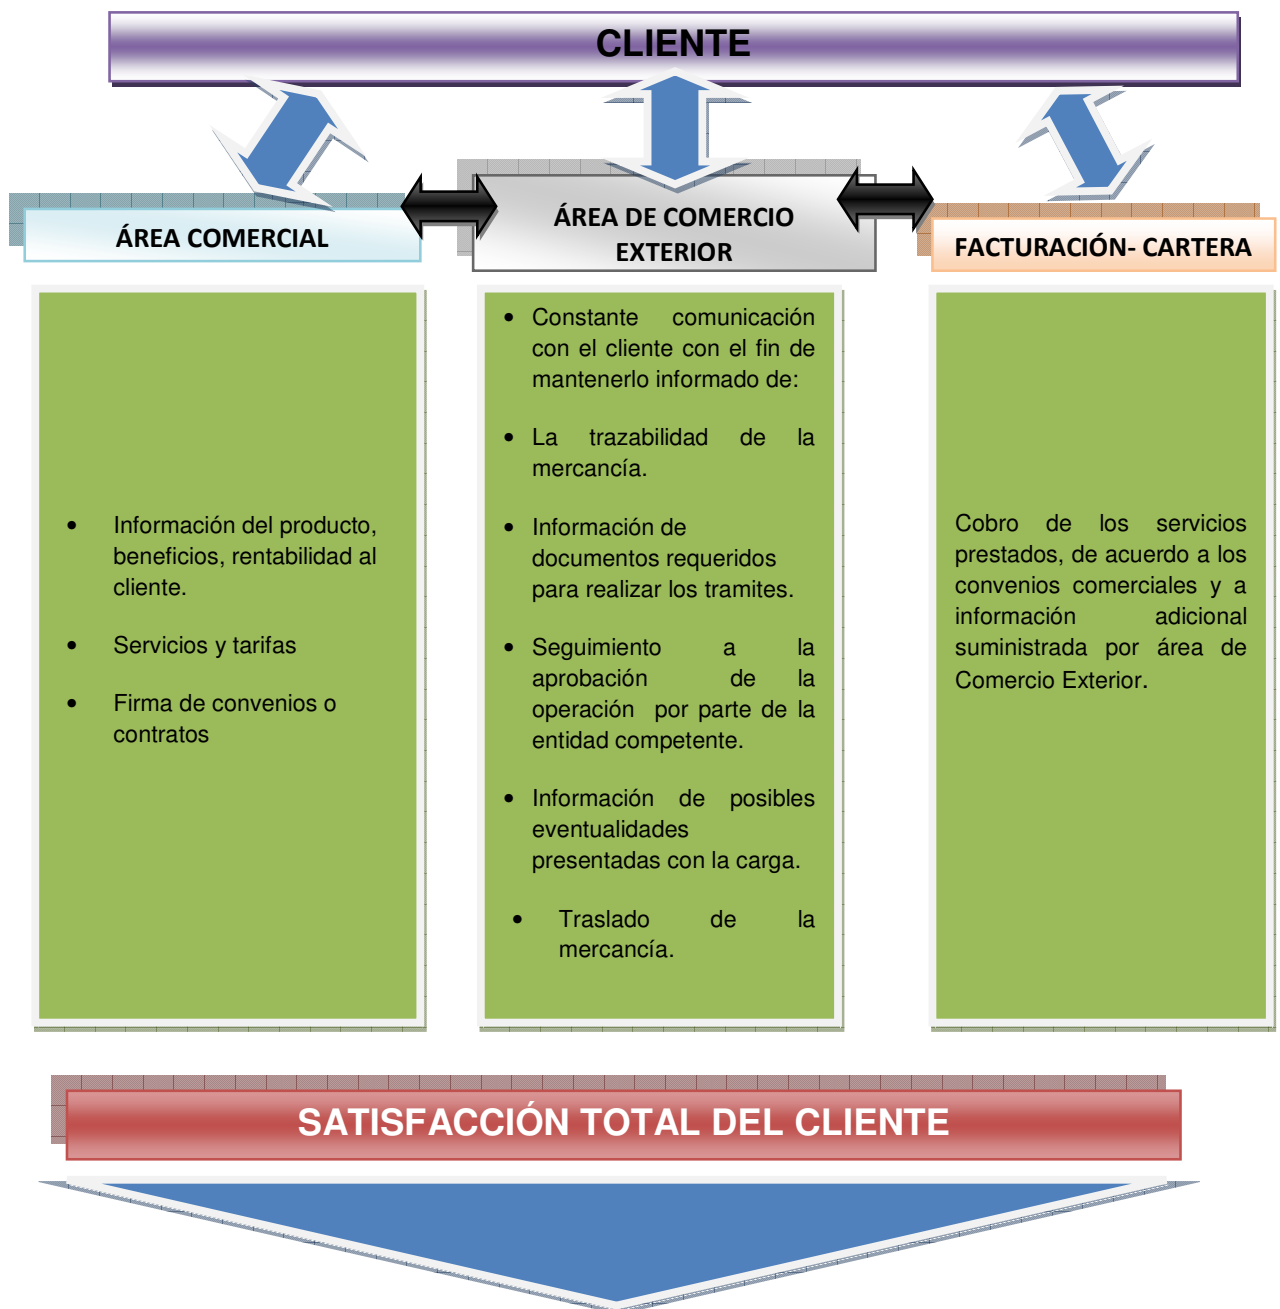 CLIENTE
ÁREA COMERCIAL
ÁREA DE COMERCIO
EXTERIOR
FACTURACIÓN- CARTERA
• Información del producto,
beneficios, rentabilidad al
cliente.
• Servicios y tarifas
• Firma de convenios o
contratos
• Constante comunicación
con el cliente con el fin de
mantenerlo informado de:
• La trazabilidad de la
mercancía.
• Información de
documentos requeridos
para realizar los tramites.
• Seguimiento a la
aprobación de la
operación por parte de la
entidad competente.
• Información de posibles
eventualidades
presentadas con la carga.
• Traslado de la
mercancía.
Cobro de los servicios
prestados, de acuerdo a los
convenios comerciales y a
información adicional
suministrada por área de
Comercio Exterior.
SATISFACCIÓN TOTAL DEL CLIENTE